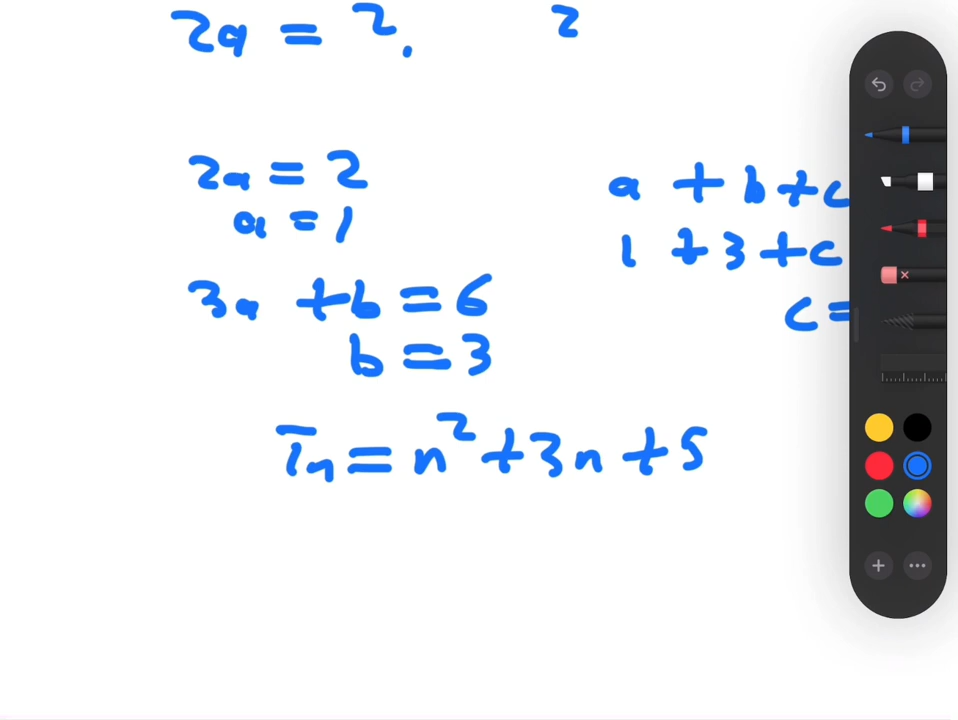 2a = 2.
2
2a = 2
a = 1
3a + b = 6
b = 3
a + b + c
1 + 3 + c
c =
Tn = n² + 3n + 5